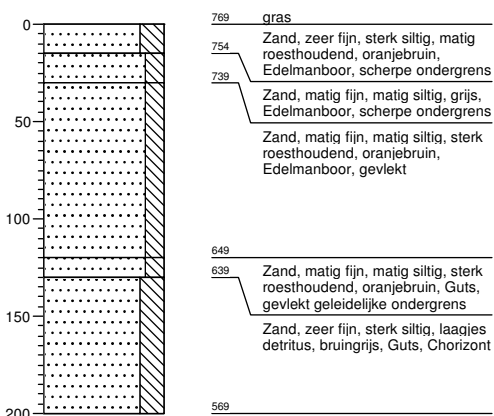 0
50
100
150
200
769 gras
Zand, zeer fijn, sterk siltig, matig
754 roesthoudend, oranjebruin,
Edelmanboor, scherpe ondergrens
739 Zand, matig fijn, matig siltig, grijs,
Edelmanboor, scherpe ondergrens
Zand, matig fijn, matig siltig, sterk
roesthoudend, oranjebruin,
Edelmanboor, gevlekt
649
639 Zand, matig fijn, matig siltig, sterk
roesthoudend, oranjebruin, Guts,
gevlekt geleidelijke ondergrens
Zand, zeer fijn, sterk siltig, laagjes
detritus, bruingrijs, Guts, Chorizont
569